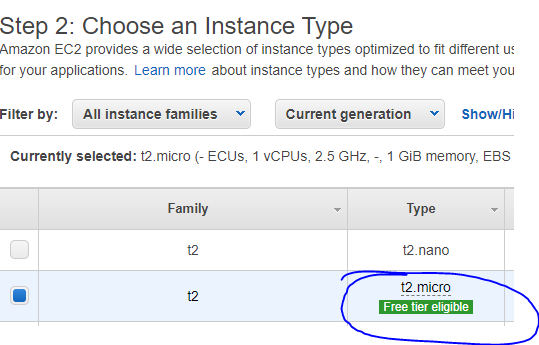 Step 2: Choose an Instance Type
Amazon EC2 provides a wide selection of instance types optimized to fit different us
for your applications. Learn more about instance types and how they can meet you
Filter by: All instance families Current generation Show/Hi
Currently selected: t2.micro (- ECUs, 1 vCPUs, 2.5 GHz, -, 1 GiB memory, EBS
Family Type
t2 t2.nano
t2 t2.micro
Free tier eligible